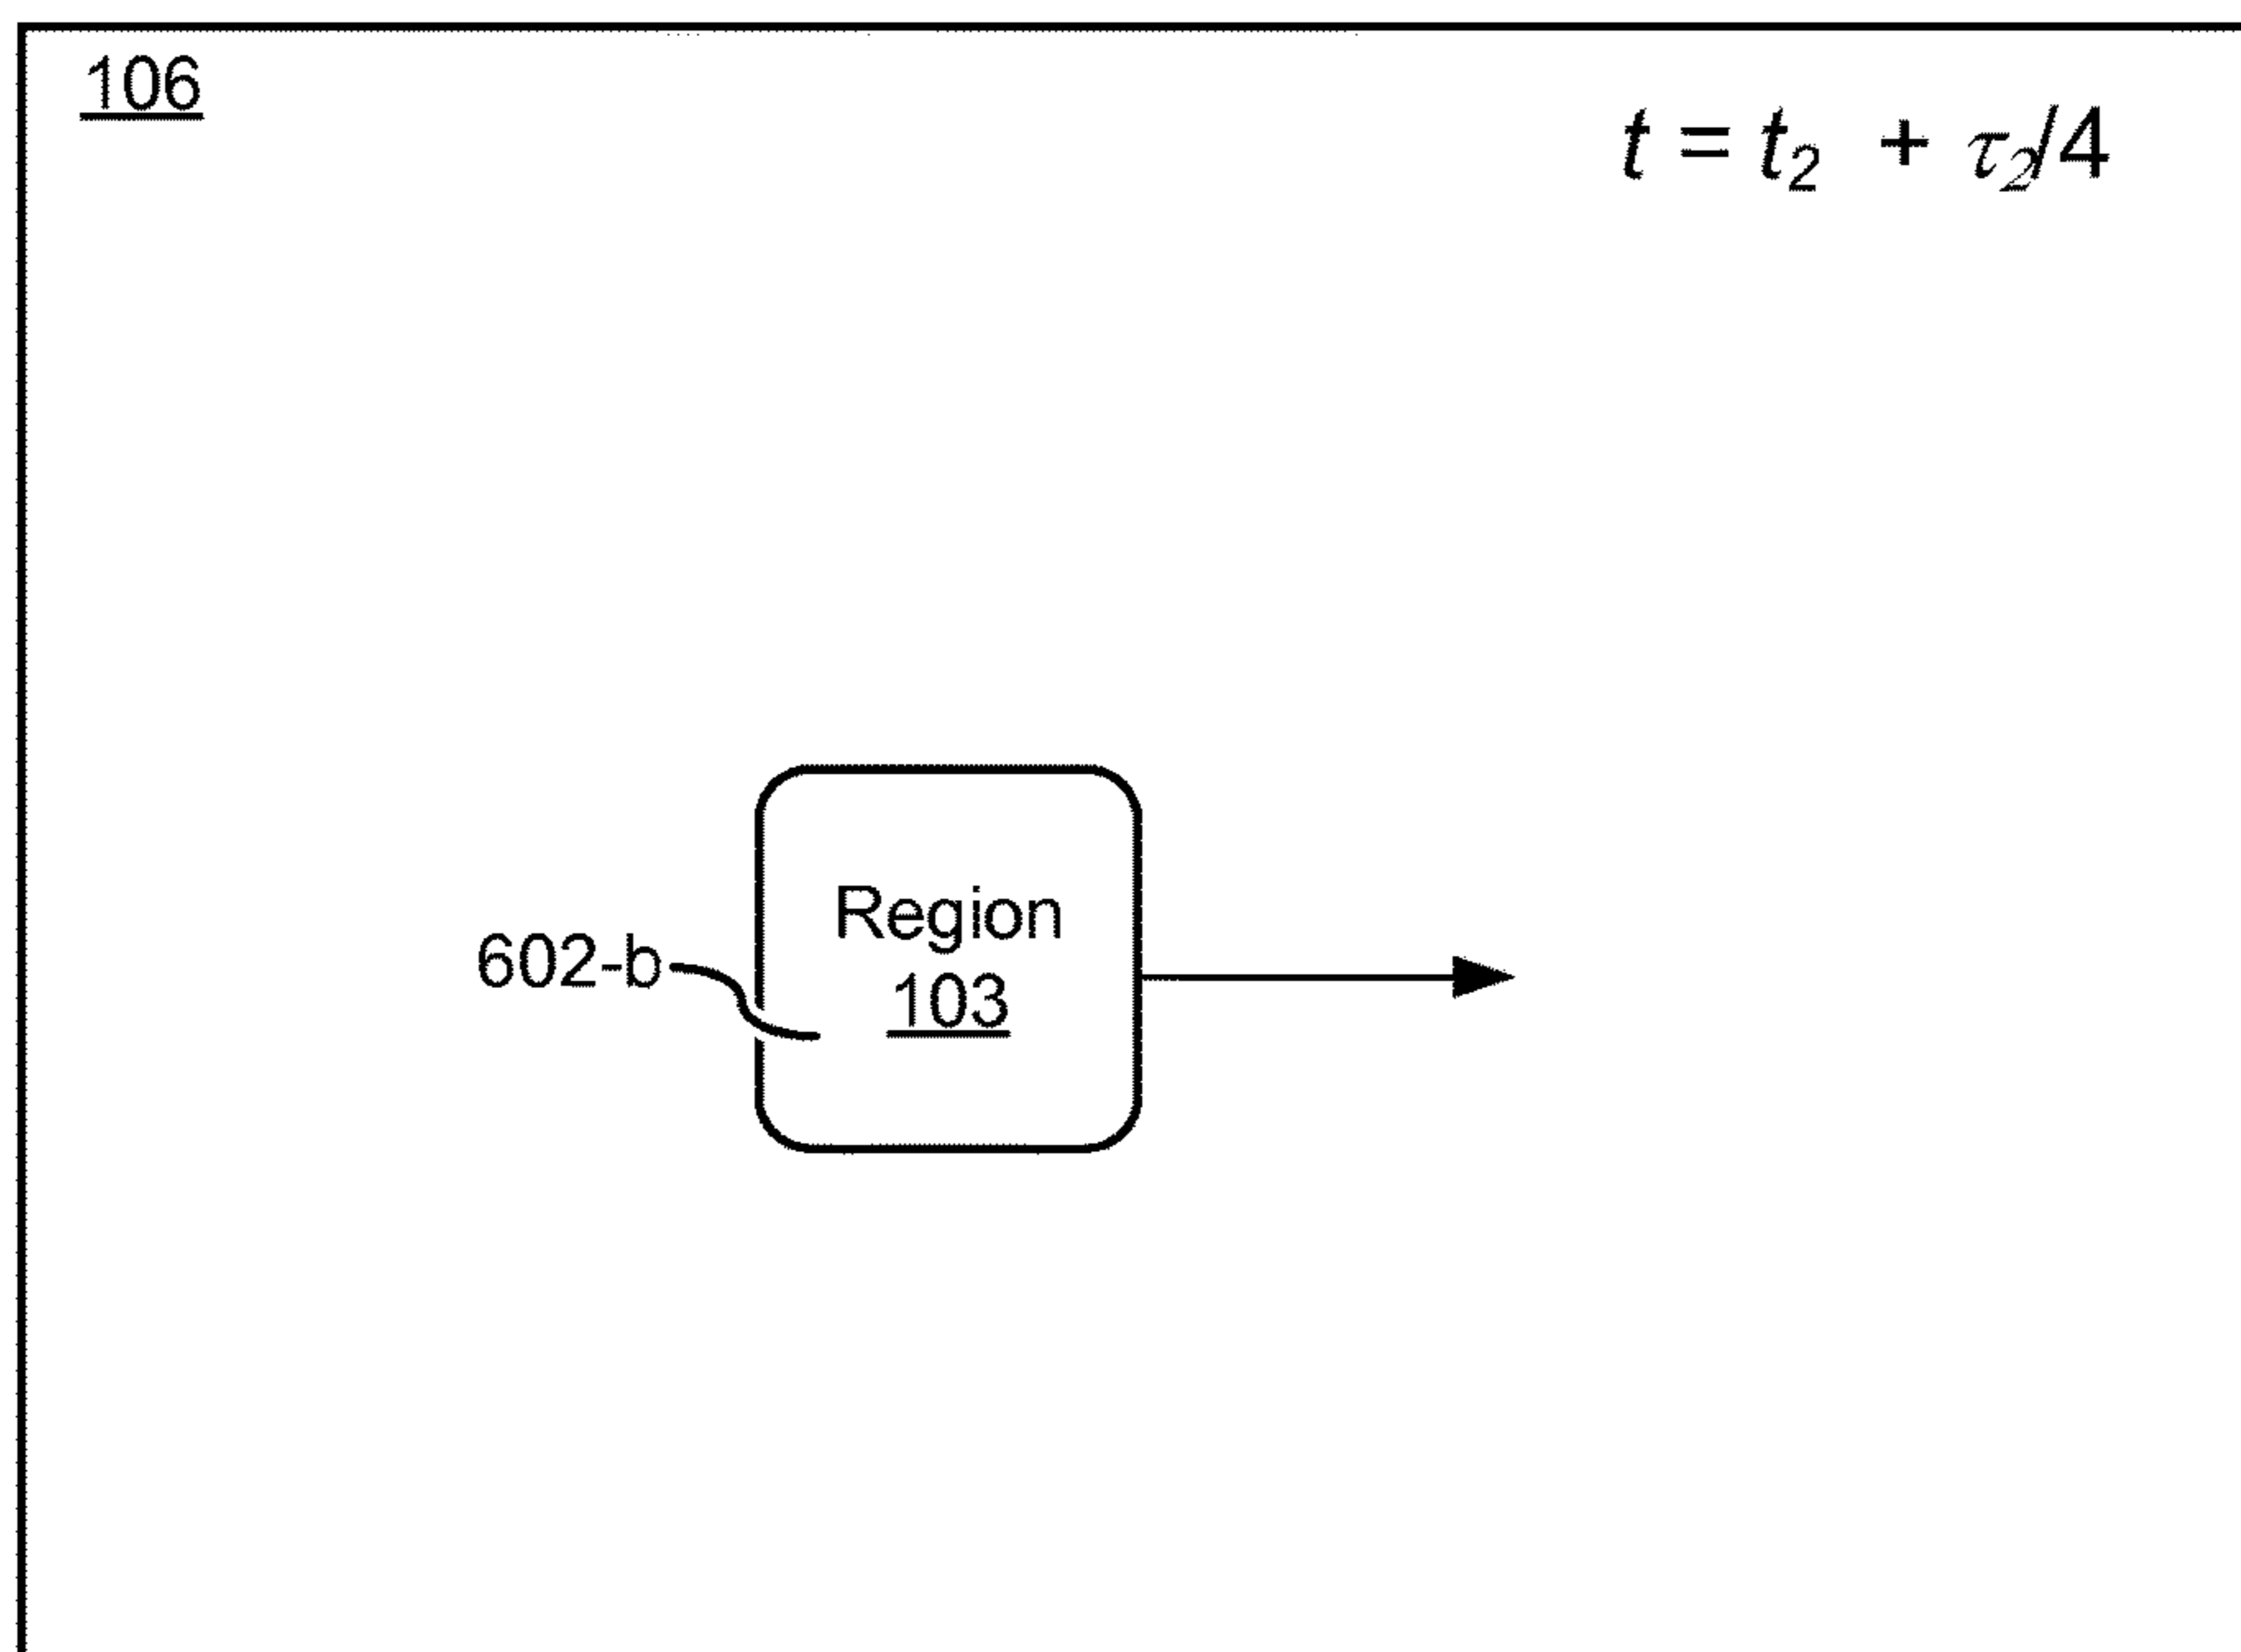 106
t = t₂ + τ₂/4
Region
602-b
103